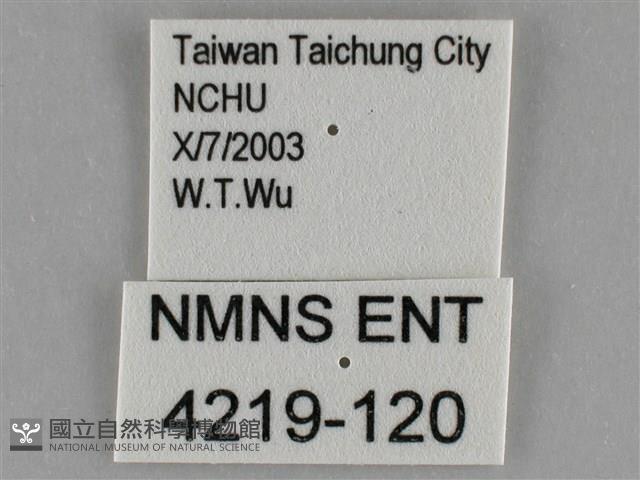 Taiwan Taichung City
NCHU
X/7/2003
W.T.Wu
NMNS ENT
4219-120
國立自然科學博物館
NATIONAL MUSEUM OF NATURAL SCIENCE